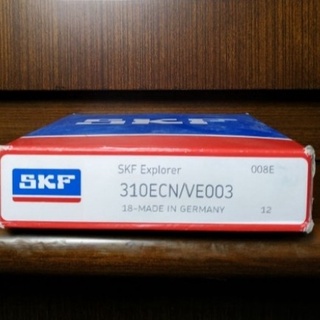 SKF
SKF Explorer 008E
SKF
310ECN/VE003
18-MADE IN GERMANY 12